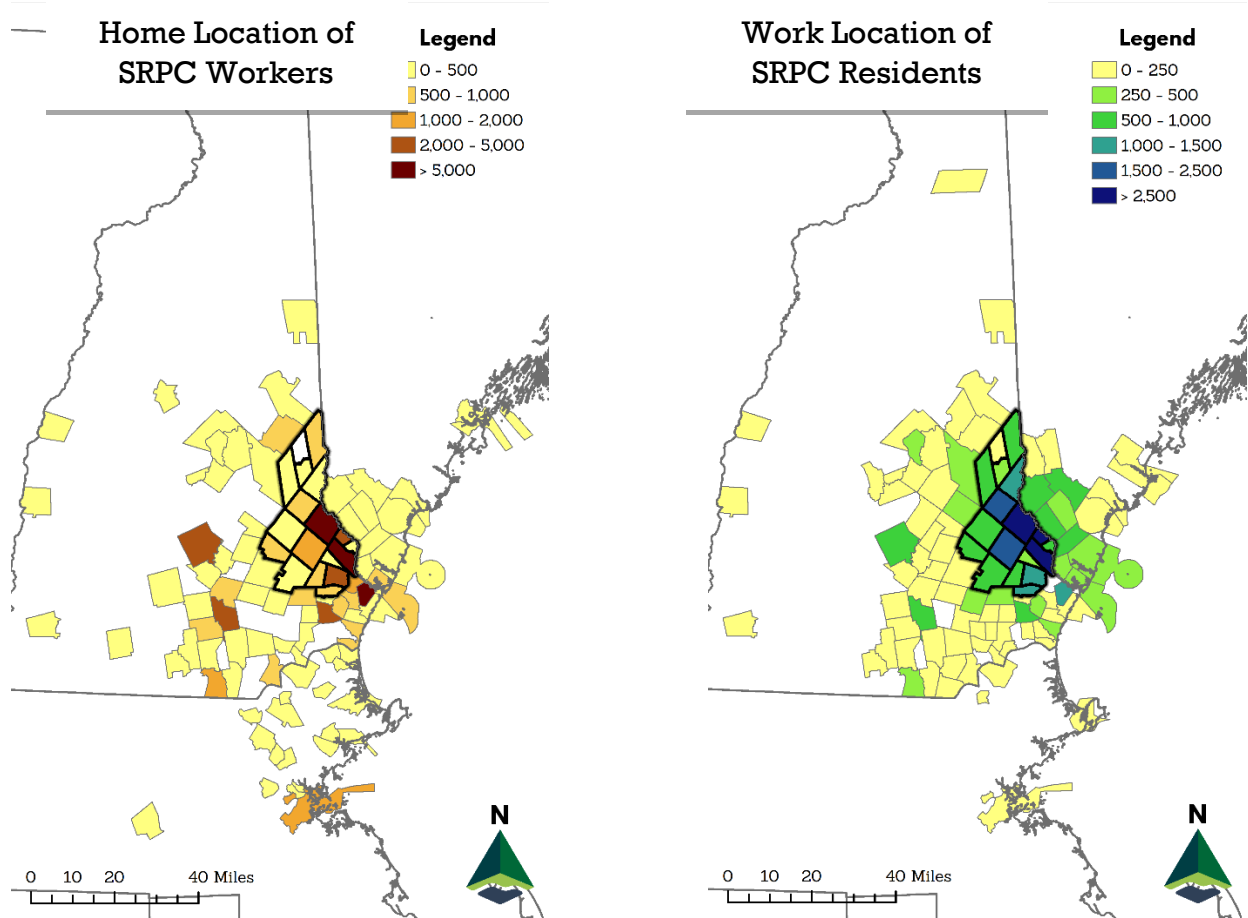 Home Location of
SRPC Workers
Legend
0 - 500
500 - 1,000
1,000 - 2,000
2,000 - 5,000
> 5,000
N
0 10 20 40 Miles
Work Location of
SRPC Residents
Legend
0 - 250
250 - 500
500 - 1,000
1,000 - 1,500
1,500 - 2,500
> 2,500
N
0 10 20 40 Miles